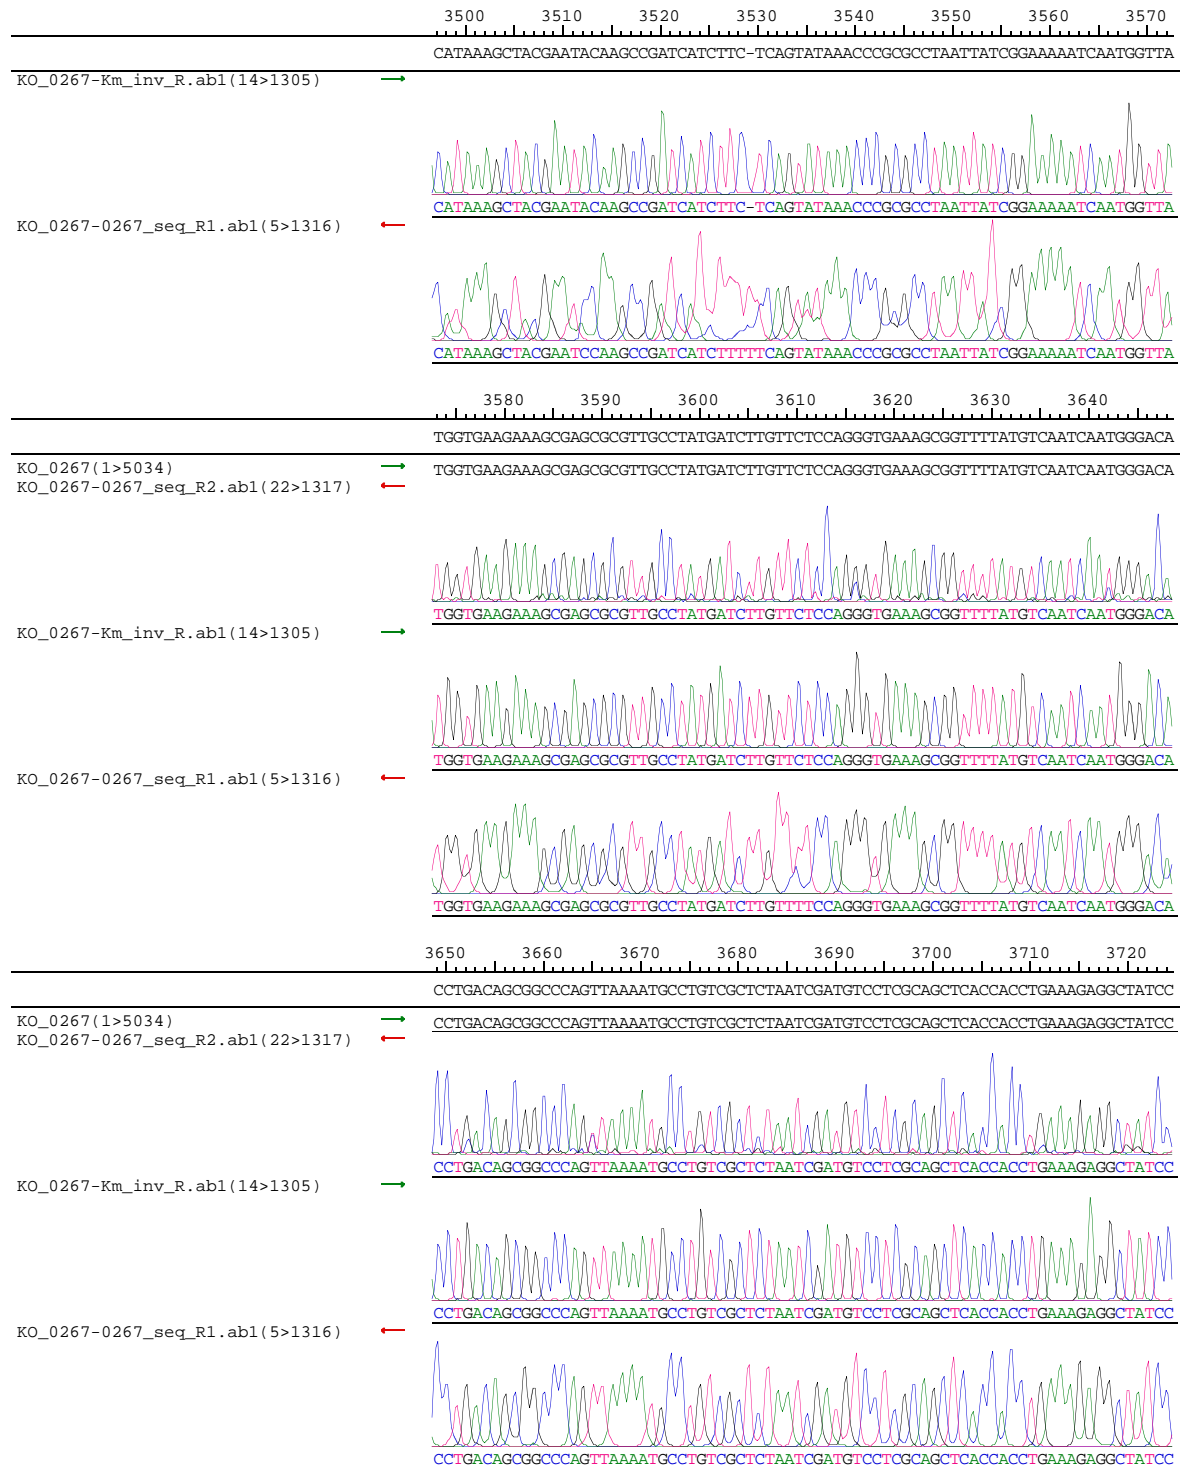 3500 3510 3520 3530 3540 3550 3560 3570
CATAAAGCTACGAATACAAGCCGATCATCTTC-TCAGTATAAACCCGCGCCTAATTATCGGAAAAATCAATGGTTA
KO_0267-Km_inv_R.ab1(14>1305)
CATAAAGCTACGAATACAAGCCGATCATCTTC-TCAGTATAAACCCGCGCCTAATTATCGGAAAAATCAATGGTTA
KO_0267-0267_seq_R1.ab1(5>1316)
CATAAAGCTACGAATCCAAGCCGATCATCTTTTTCAGTATAAACCCGCGCCTAATTATCGGAAAAATCAATGGTTA
3580 3590 3600 3610 3620 3630 3640
TGGTGAAGAAAGCGAGCGCGTTGCCTATGATCTTGTTCTCCAGGGTGAAAGCGGTTTTATGTCAATCAATGGGACA
KO_0267(1>5034) TGGTGAAGAAAGCGAGCGCGTTGCCTATGATCTTGTTCTCCAGGGTGAAAGCGGTTTTATGTCAATCAATGGGACA
KO_0267-0267_seq_R2.ab1(22>1317)
TGGTGAAGAAAGCGAGCGCGTTGCCTATGATCTTGTTCTCCAGGGTGAAAGCGGTTTTATGTCAATCAATGGGACA
KO_0267-Km_inv_R.ab1(14>1305)
TGGTGAAGAAAGCGAGCGCGTTGCCTATGATCTTGTTCTCCAGGGTGAAAGCGGTTTTATGTCAATCAATGGGACA
KO_0267-0267_seq_R1.ab1(5>1316)
TGGTGAAGAAAGCGAGCGCGTTGCCTATGATCTTGTTTTCCAGGGTGAAAGCGGTTTTATGTCAATCAATGGGACA
3650 3660 3670 3680 3690 3700 3710 3720
CCTGACAGCGGCCCAGTTAAAATGCCTGTCGCTCTAATCGATGTCCTCGCAGCTCACCACCTGAAAGAGGCTATCC
KO_0267(1>5034) CCTGACAGCGGCCCAGTTAAAATGCCTGTCGCTCTAATCGATGTCCTCGCAGCTCACCACCTGAAAGAGGCTATCC
KO_0267-0267_seq_R2.ab1(22>1317)
CCTGACAGCGGCCCAGTTAAAATGCCTGTCGCTCTAATCGATGTCCTCGCAGCTCACCACCTGAAAGAGGCTATCC
KO_0267-Km_inv_R.ab1(14>1305)
CCTGACAGCGGCCCAGTTAAAATGCCTGTCGCTCTAATCGATGTCCTCGCAGCTCACCACCTGAAAGAGGCTATCC
KO_0267-0267_seq_R1.ab1(5>1316)
CCTGACAGCGGCCCAGTTAAAATGCCTGTCGCTCTAATCGATGTCCTCGCAGCTCACCACCTGAAAGAGGCTATCC